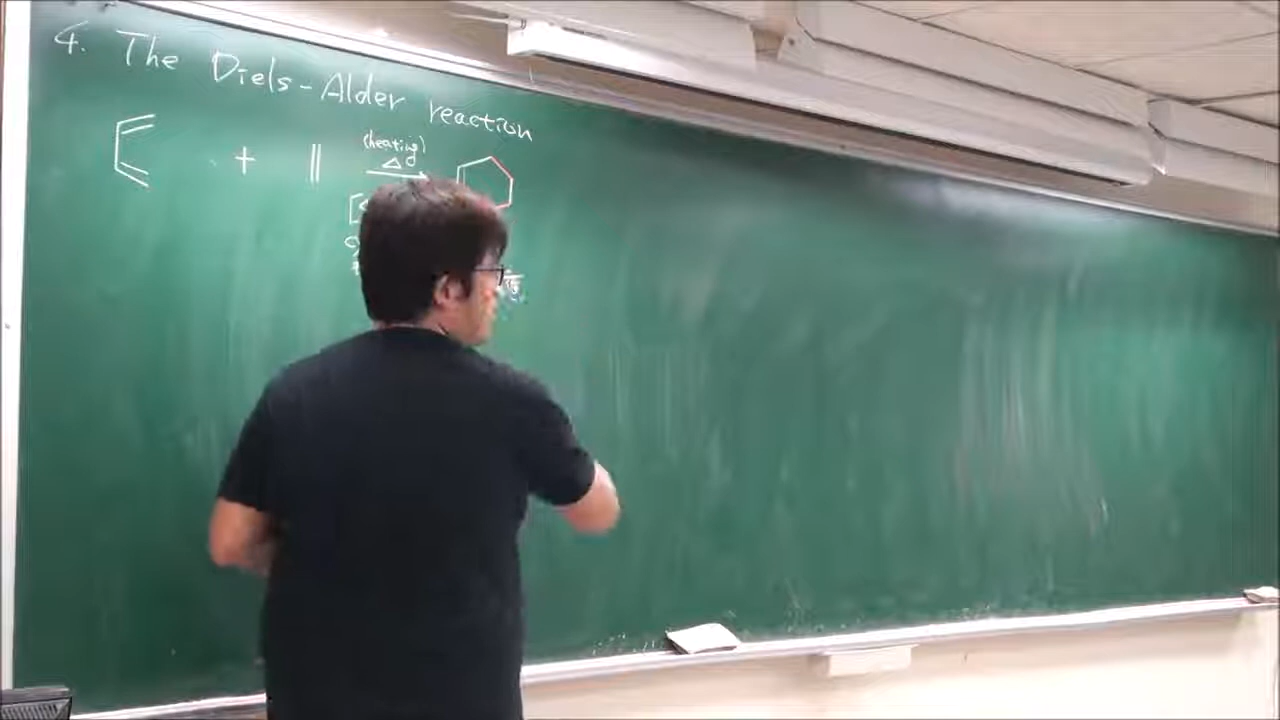 4. The Diels-Alder reaction
+
(heating)
Δ